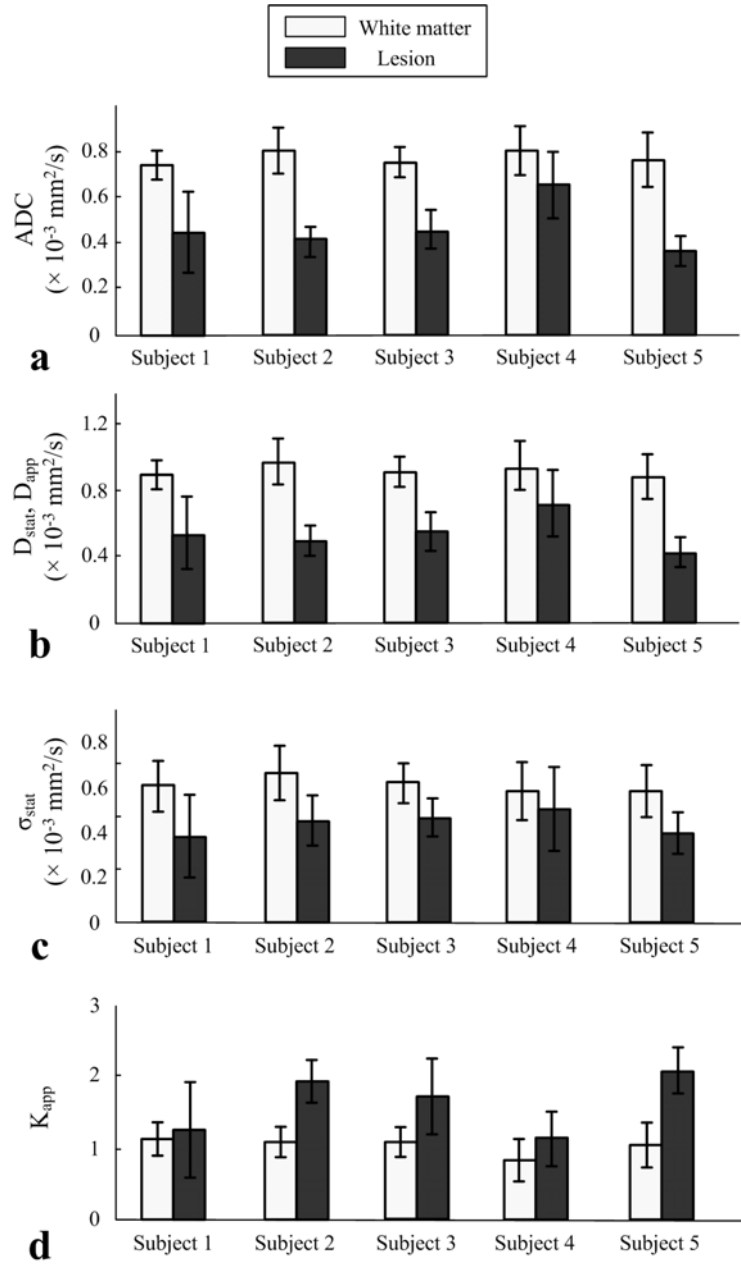 White matter
Lesion
ADC
(× 10⁻³ mm²/s)
0.8
0.6
0.4
0.2
0
Subject 1 Subject 2 Subject 3 Subject 4 Subject 5
a
D_stat, D_app
(× 10⁻³ mm²/s)
1.2
0.8
0.4
0
Subject 1 Subject 2 Subject 3 Subject 4 Subject 5
b
σ_stat
(× 10⁻³ mm²/s)
0.8
0.6
0.4
0.2
0
Subject 1 Subject 2 Subject 3 Subject 4 Subject 5
c
K_app
3
2
1
0
Subject 1 Subject 2 Subject 3 Subject 4 Subject 5
d